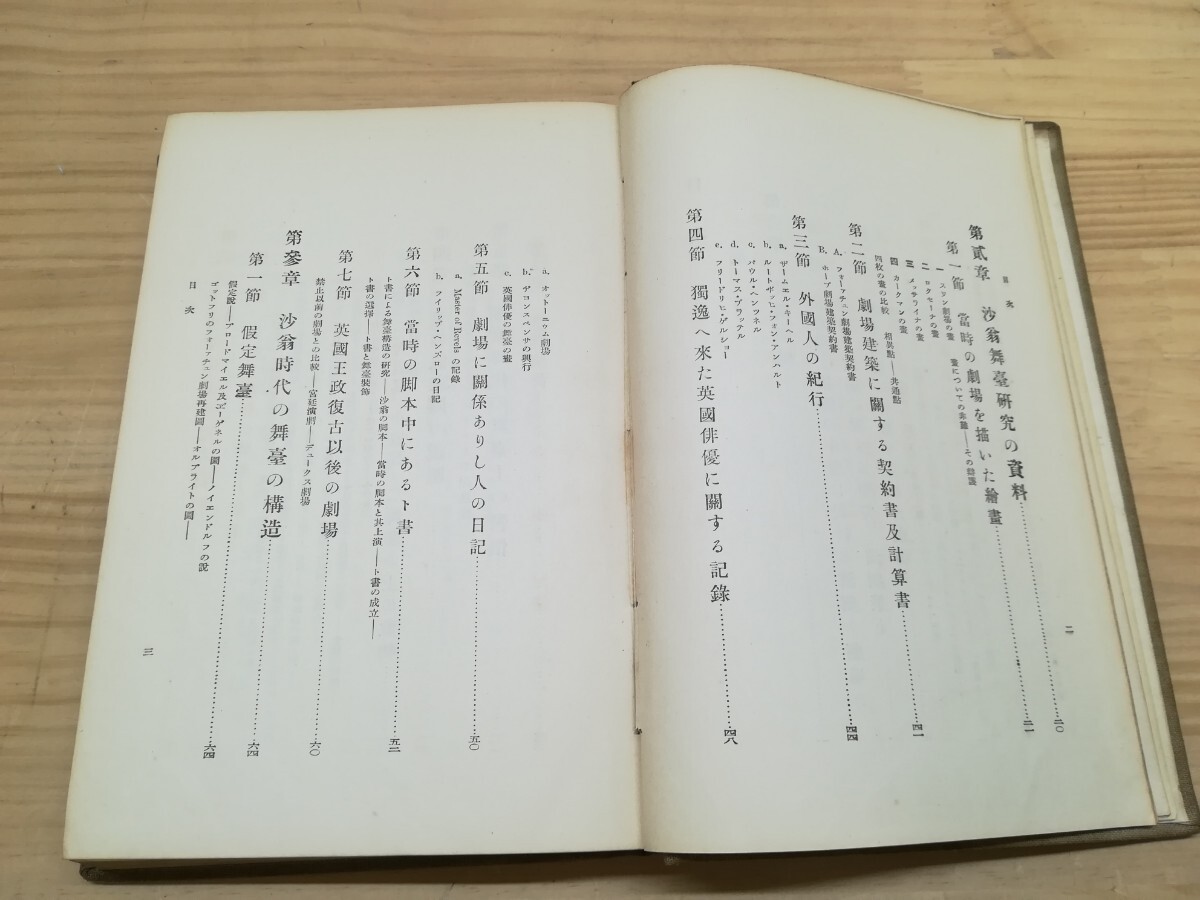 目次
第貳章 沙翁舞臺研究の資料……二〇
第一節 當時の劇場を描いた繪畫……二一
一 スワン劇場の畫 畫についての非難——その辯護
二 ロクサーナの畫
三 メッサライナの畫
四 カークマンの畫
四枚の畫の比較 相異點——共通點
第二節 劇場建築に關する契約書及計算書……四一
A. フォーァチュン劇場建築契約書
B. ホープ劇場建築契約書
第三節 外國人の紀行……四四
a. ザームエル・キーヘル
b. ルートボッヒ・フォン・アンハルト
c. パウル・ヘンツネル
d. トーマス・プラッテル
e. フリードリヒ・ゲルショー
第四節 獨逸へ來た英國俳優に關する記錄……四八
二
a. オットーニウム劇場
b. ヂョンスペンサの興行
c. 英國俳優の舞臺の畫
第五節 劇場に關係ありし人の日記……五〇
a. Master of Revels の記錄
b. フイリップ・ヘンズローの日記
第六節 當時の脚本中にあるト書……五二
ト書による舞臺構造の研究——沙翁の脚本——當時の脚本と其上演——ト書の成立——
ト書の選擇——ト書と舞臺裝飾
第七節 英國王政復古以後の劇場……六〇
禁止以前の劇場との比較——宮廷演劇——デュークス劇場
第參章 沙翁時代の舞臺の構造……六四
第一節 假定舞臺……六四
假定說——ブロードマイエル及ビーゲネルの圖——ノイエンドルフの說
ゴットフリのフォーァチュン劇場再建圖——オルブライトの圖——
目次
三